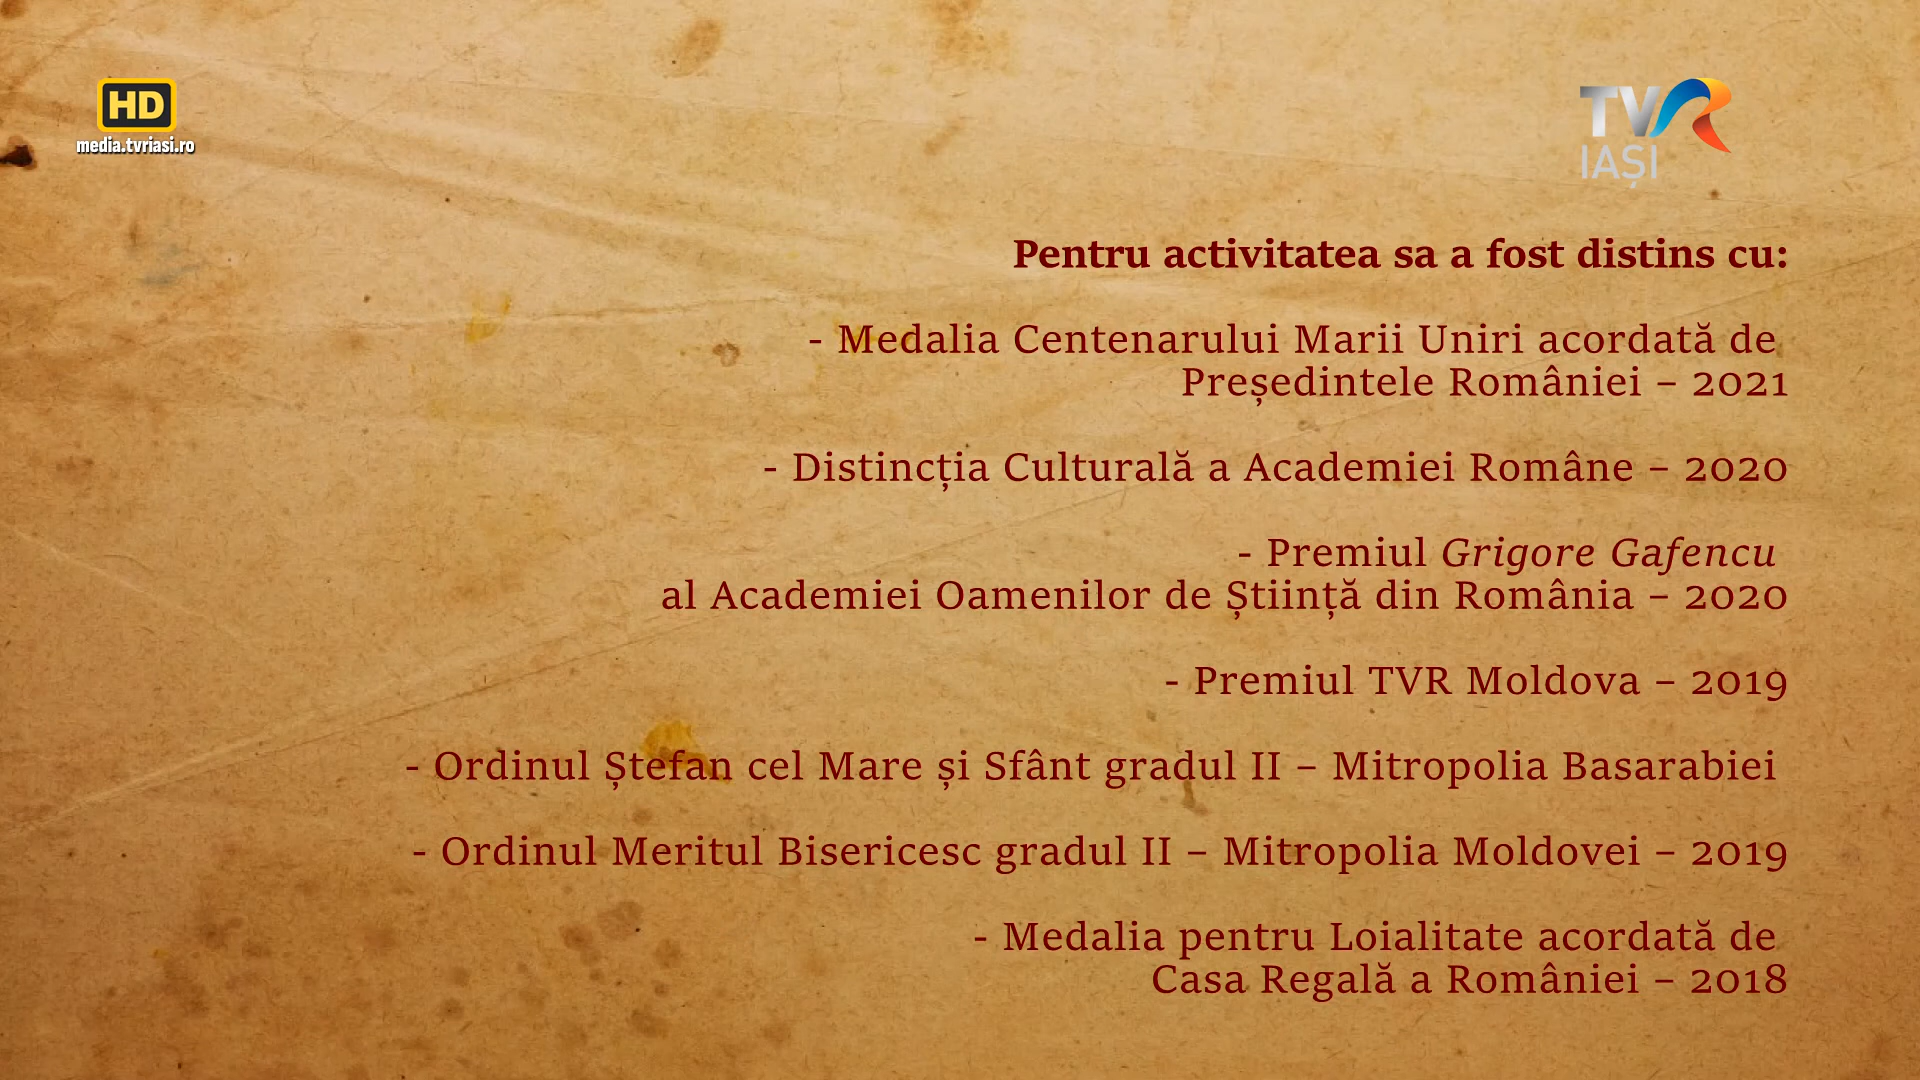 HD
media.tvriasi.ro
TVR
IAȘI
Pentru activitatea sa a fost distins cu:
- Medalia Centenarului Marii Uniri acordată de
Președintele României – 2021
- Distincția Culturală a Academiei Române – 2020
- Premiul Grigore Gafencu
al Academiei Oamenilor de Știință din România – 2020
- Premiul TVR Moldova – 2019
- Ordinul Ștefan cel Mare și Sfânt gradul II – Mitropolia Basarabiei
- Ordinul Meritul Bisericesc gradul II – Mitropolia Moldovei – 2019
- Medalia pentru Loialitate acordată de
Casa Regală a României – 2018